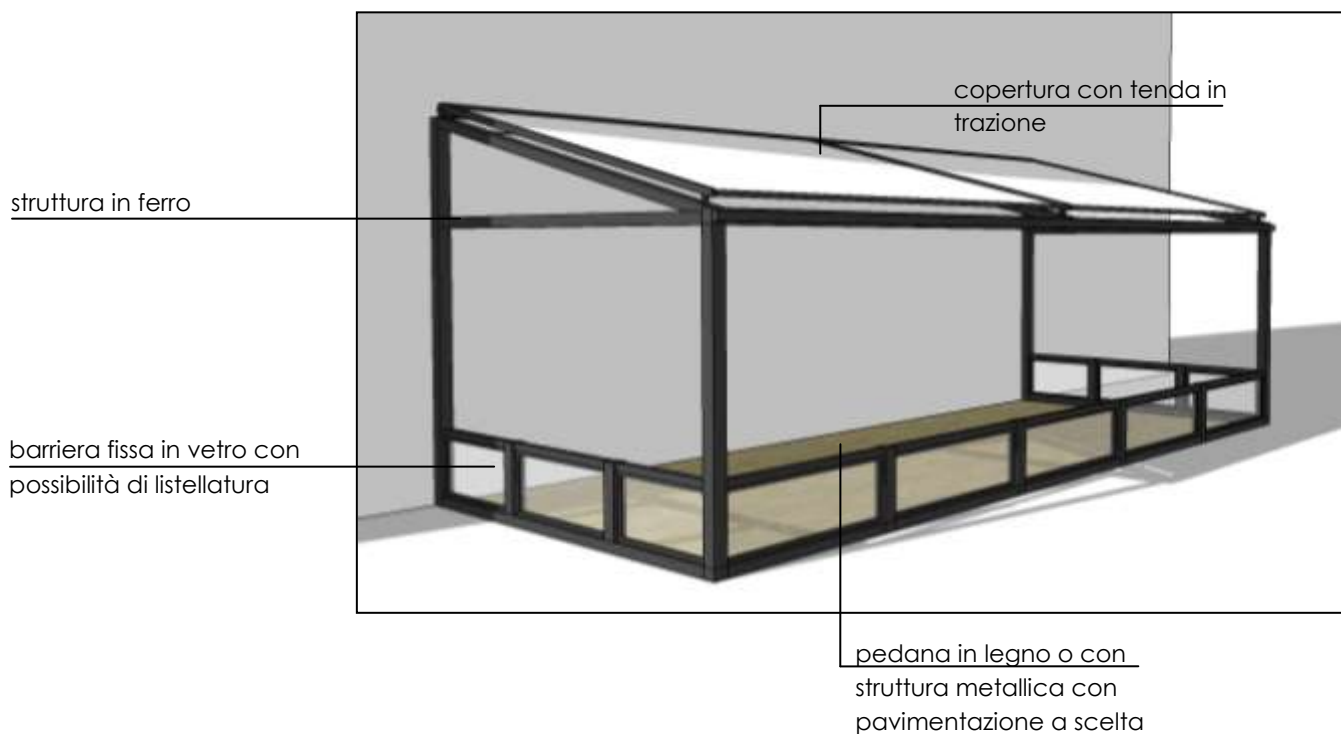 copertura con tenda in
trazione
struttura in ferro
barriera fissa in vetro con
possibilità di listellatura
pedana in legno o con
struttura metallica con
pavimentazione a scelta